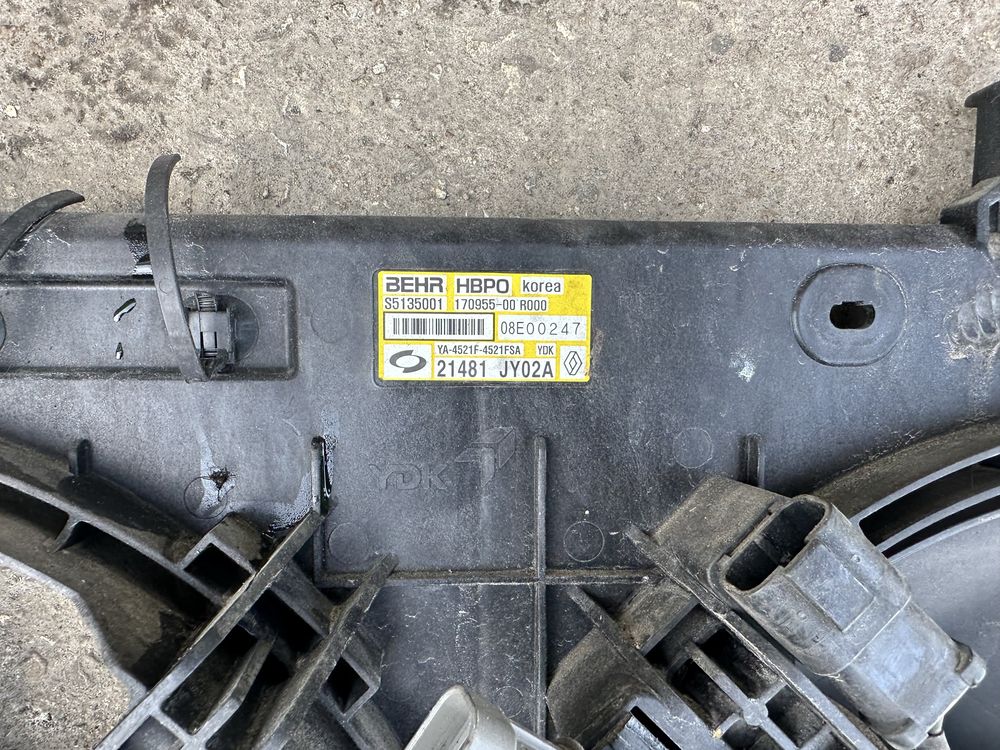 BEHR HBPO korea
S5135001 170955-00 R000
08E00247
YA-4521F-4521FSA YDK
21481 JY02A
YDK